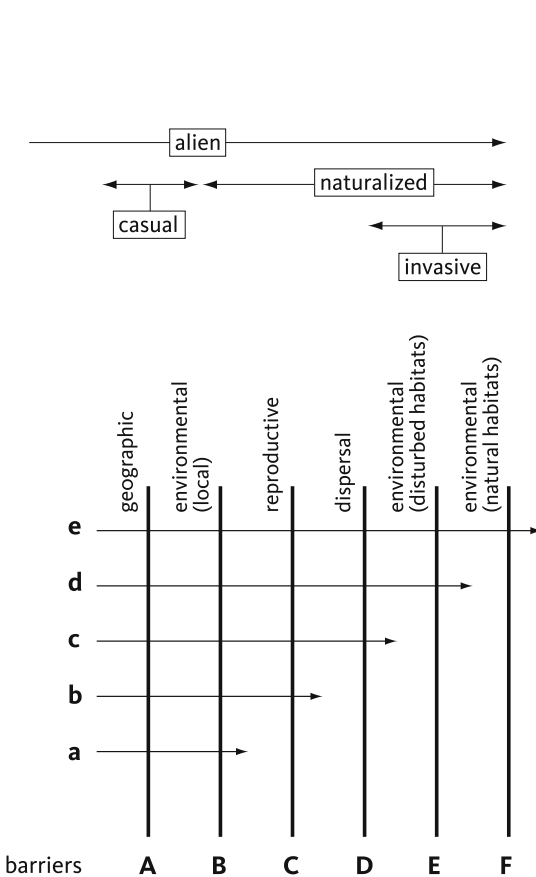 alien
naturalized
casual
invasive
geographic
environmental
(local)
reproductive
dispersal
environmental
(disturbed habitats)
environmental
(natural habitats)
e
d
c
b
a
barriers A B C D E F